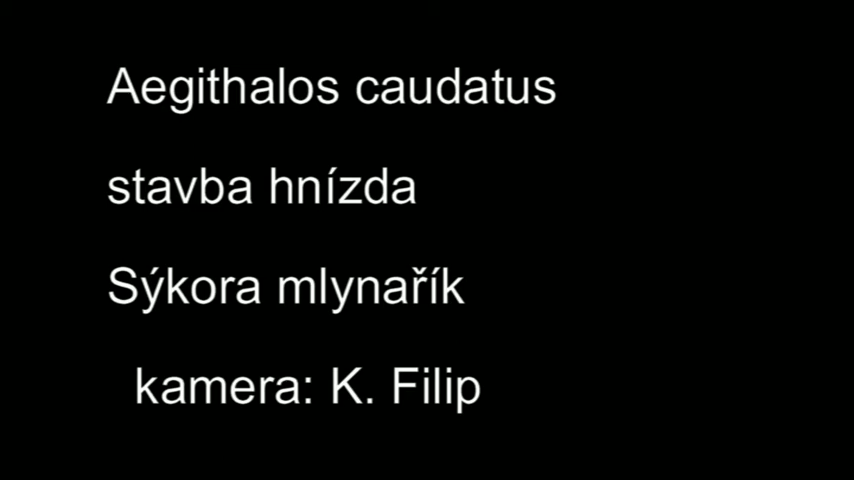 Aegithalos caudatus
stavba hnízda
Sýkora mlynařík
kamera: K. Filip